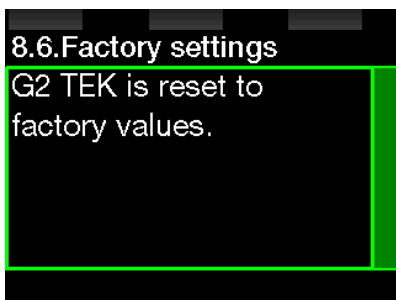 8.6.Factory settings
G2 TEK is reset to
factory values.